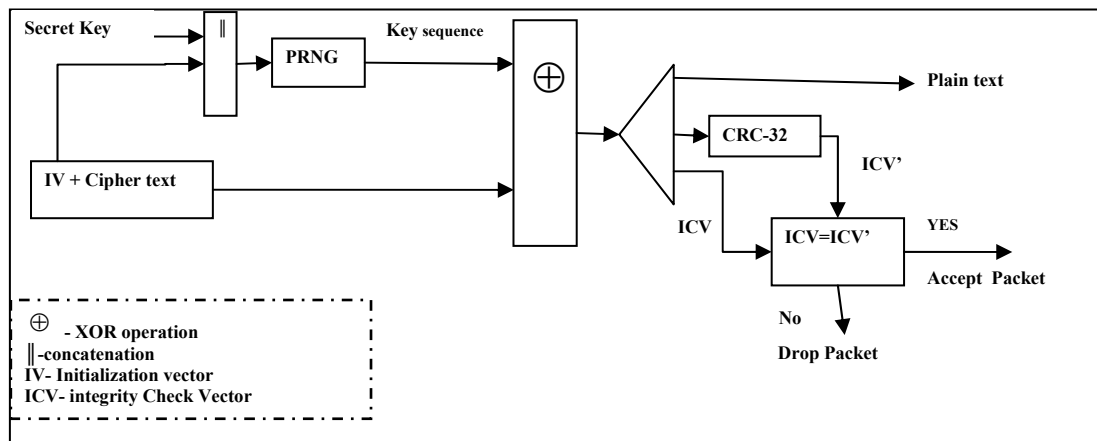 Secret Key
||
PRNG
Key sequence
⊕
Plain text
CRC-32
IV + Cipher text
ICV’
ICV
ICV=ICV’
YES
Accept Packet
No
Drop Packet
⊕ - XOR operation
||-concatenation
IV- Initialization vector
ICV- integrity Check Vector